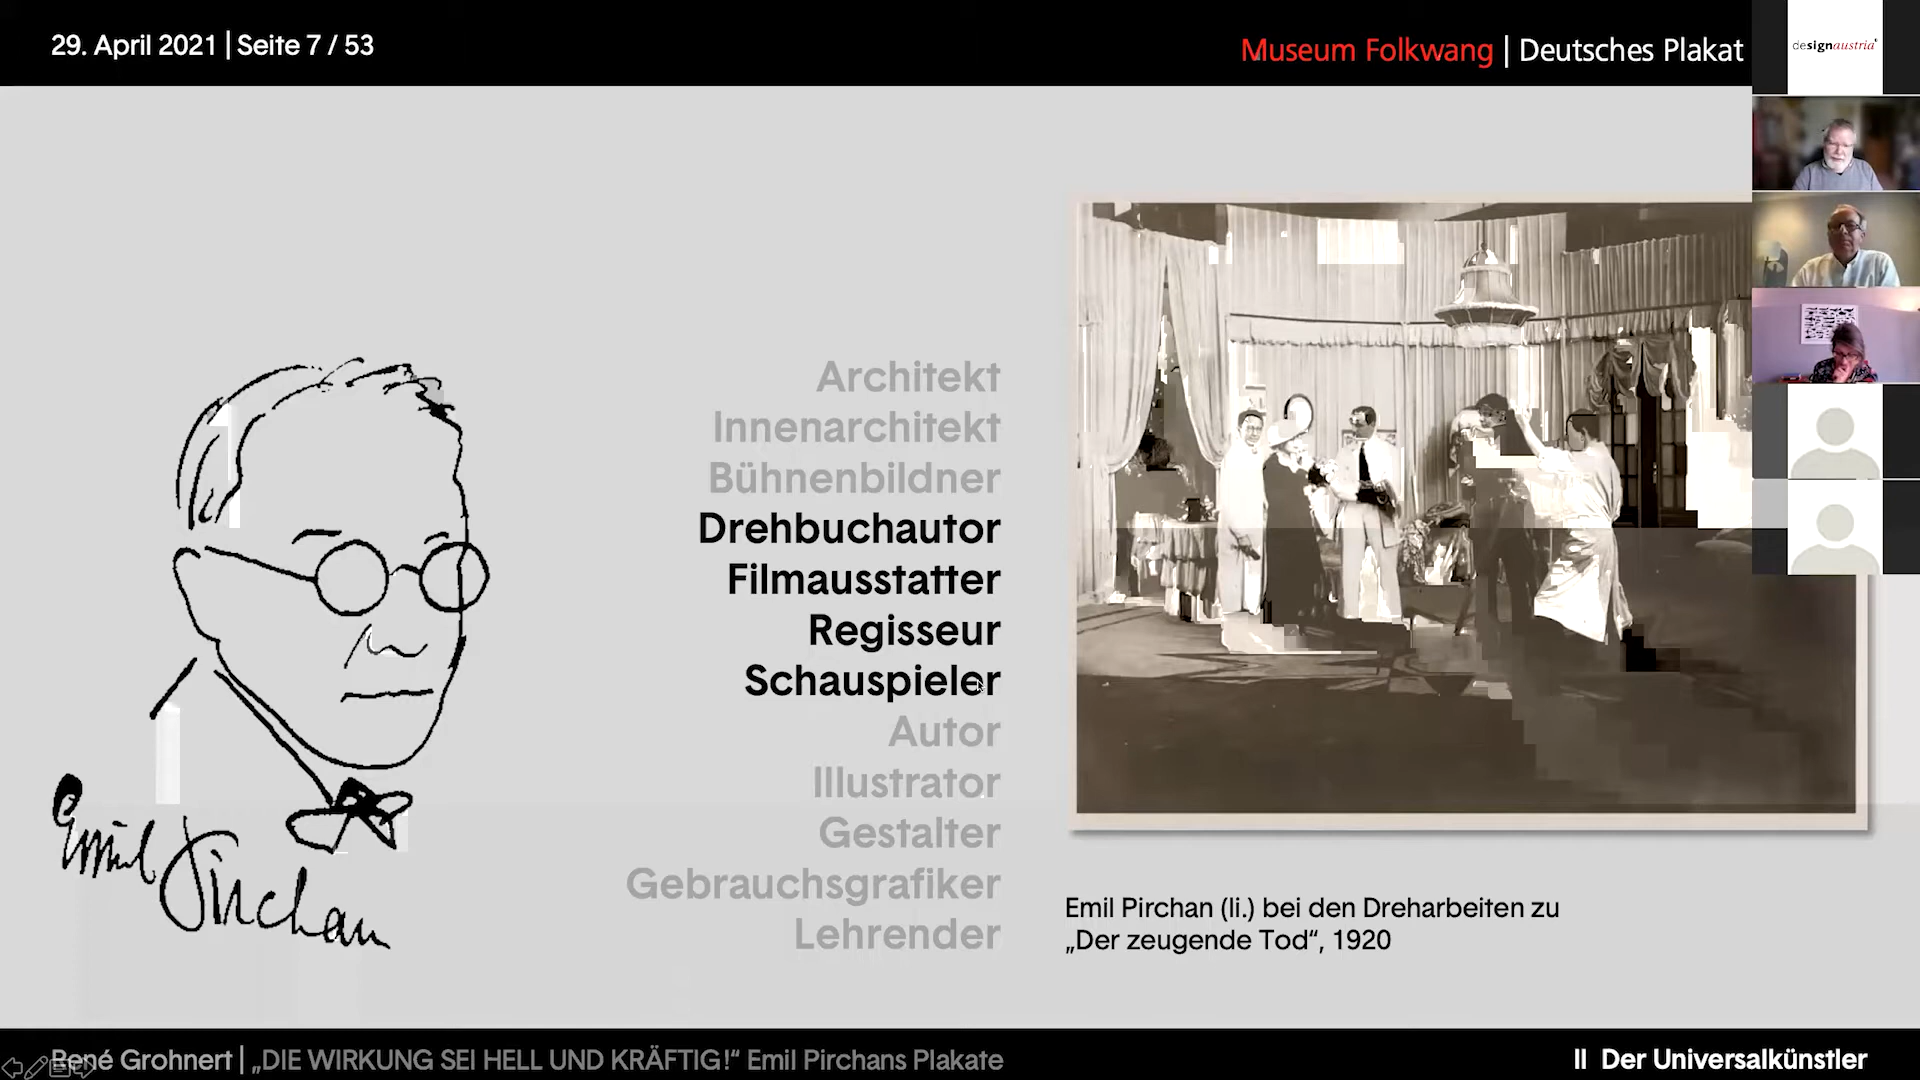 29. April 2021 | Seite 7 / 53
Museum Folkwang | Deutsches Plakat
designaustria
Architekt
Innenarchitekt
Bühnenbildner
Drehbuchautor
Filmausstatter
Regisseur
Schauspieler
Autor
Illustrator
Gestalter
Gebrauchsgrafiker
Lehrender
Emil Pirchan
Emil Pirchan (li.) bei den Dreharbeiten zu
„Der zeugende Tod“, 1920
René Grohnert | „DIE WIRKUNG SEI HELL UND KRÄFTIG!“ Emil Pirchans Plakate
II Der Universalkünstler